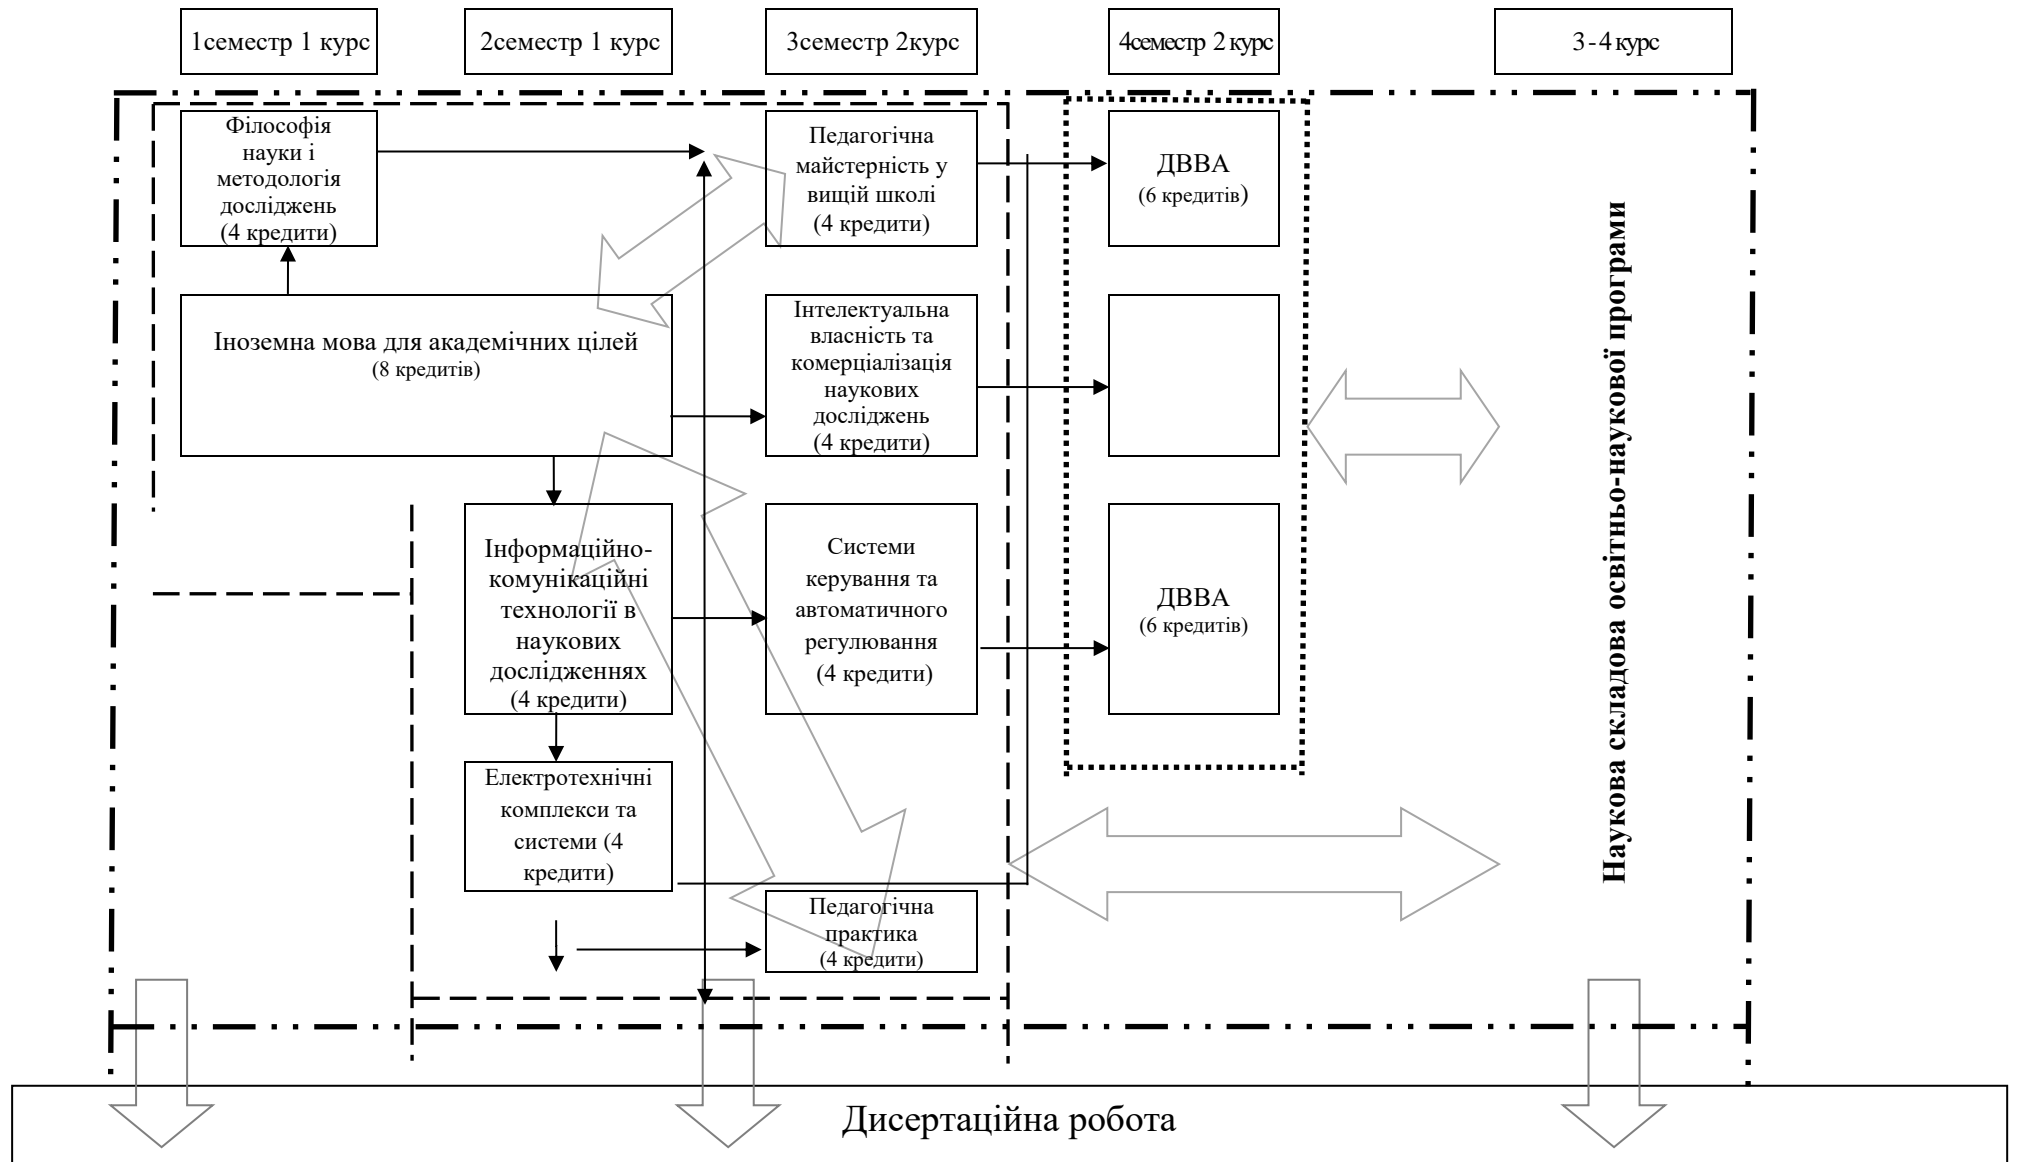 1семестр 1 курс
2семестр 1 курс
3семестр 2курс
4семестр 2 курс
3-4 курс
Філософія
науки і
методологія
досліджень
(4 кредити)
Педагогічна
майстерність у
вищій школі
(4 кредити)
ДВВА
(6 кредитів)
Іноземна мова для академічних цілей
(8 кредитів)
Інтелектуальна
власність та
комерціалізація
наукових
досліджень
(4 кредити)
Інформаційно-
комунікаційні
технології в
наукових
дослідженнях
(4 кредити)
Системи
керування та
автоматичного
регулювання
(4 кредити)
ДВВА
(6 кредитів)
Електротехнічні
комплекси та
системи (4
кредити)
Педагогічна
практика
(4 кредити)
Наукова складова освітньо-наукової програми
Дисертаційна робота